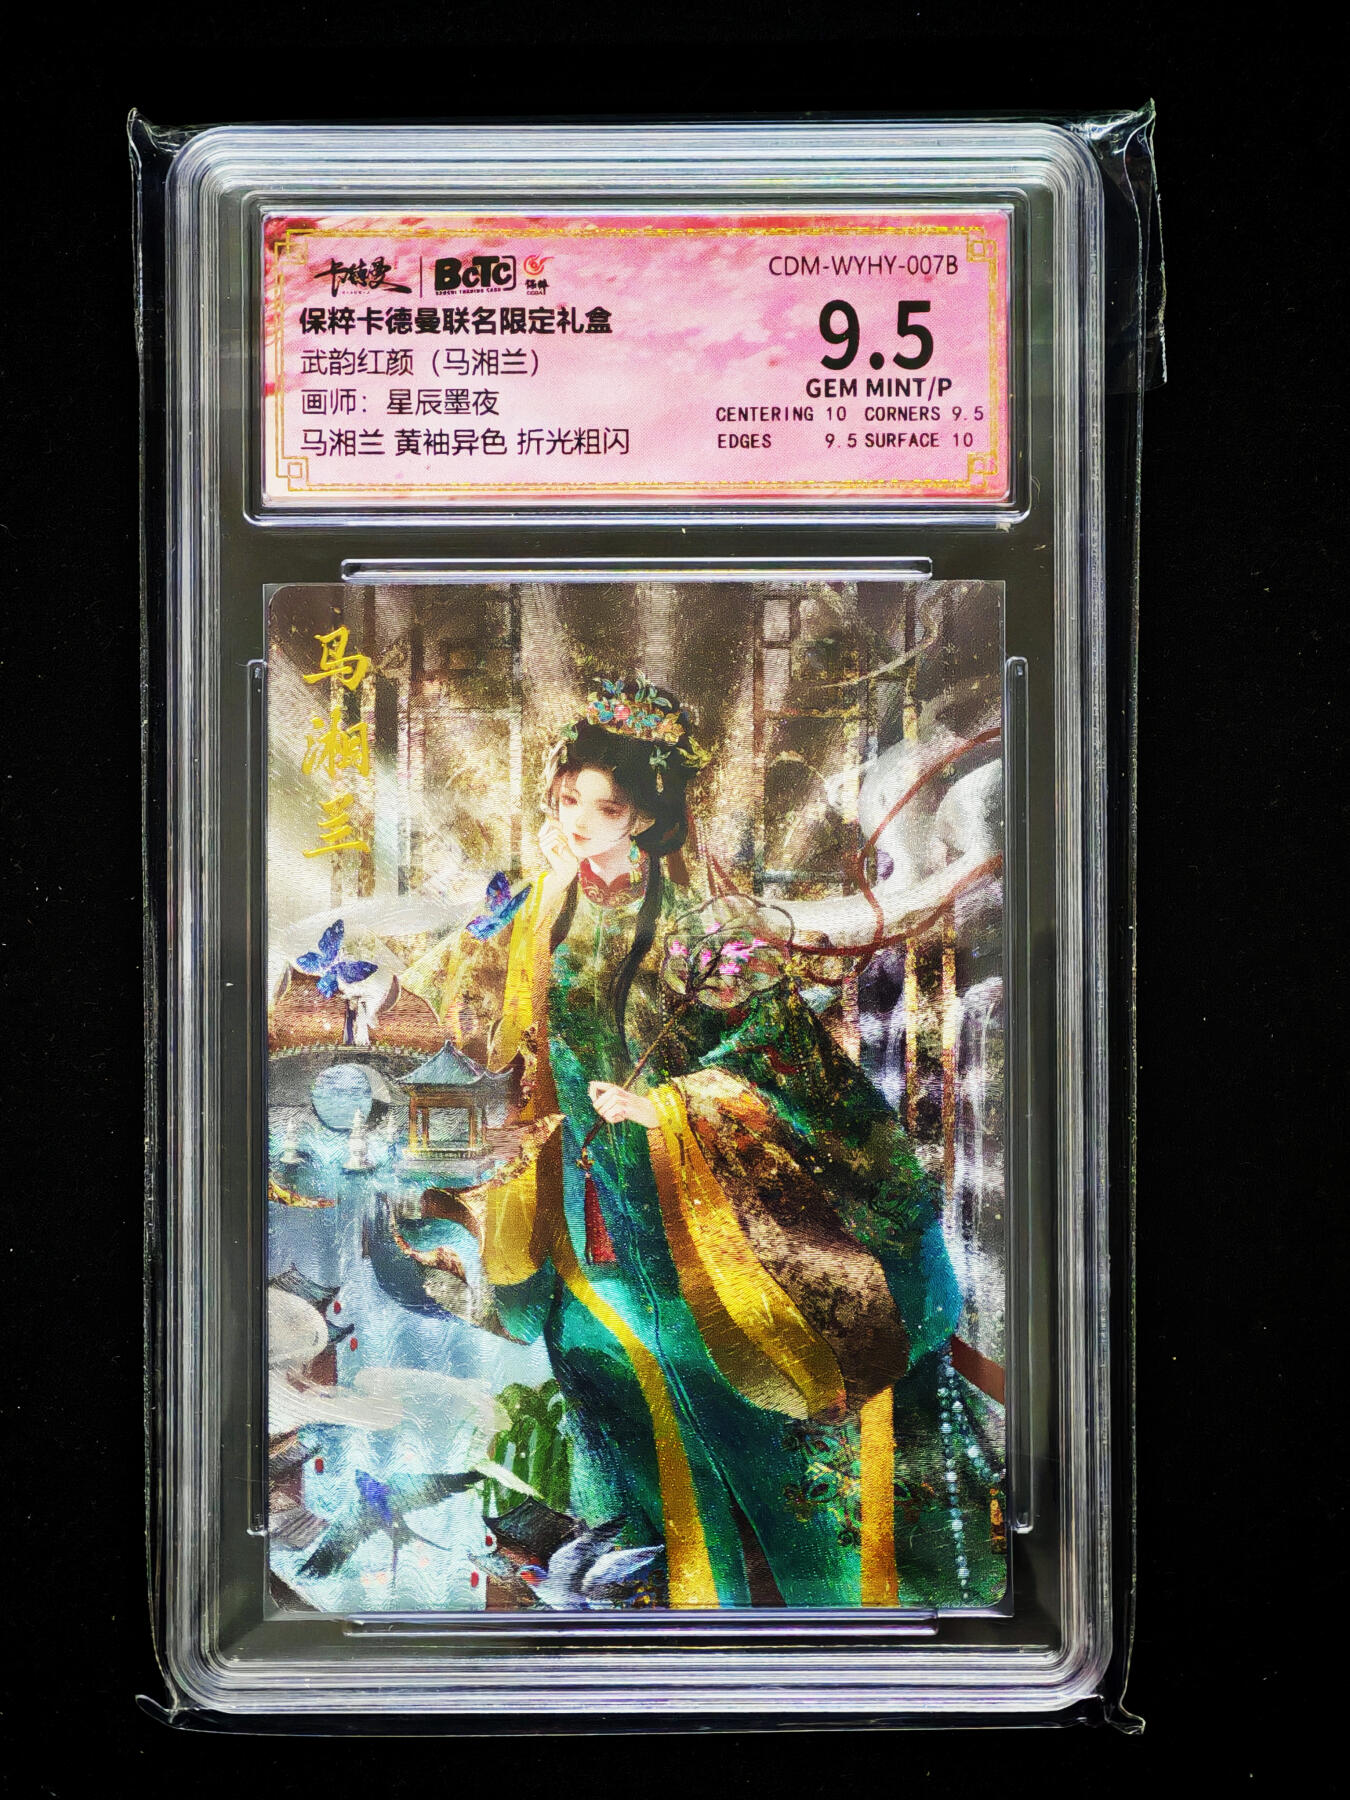 卡德曼 BCTC 保粹
CDM-WYHY-007B
保粹卡德曼联名限定礼盒
武韵红颜（马湘兰）
画师：星辰墨夜
马湘兰 黄袖异色 折光粗闪
9.5
GEM MINT/P
CENTERING 10 CORNERS 9.5
EDGES 9.5 SURFACE 10
马湘兰